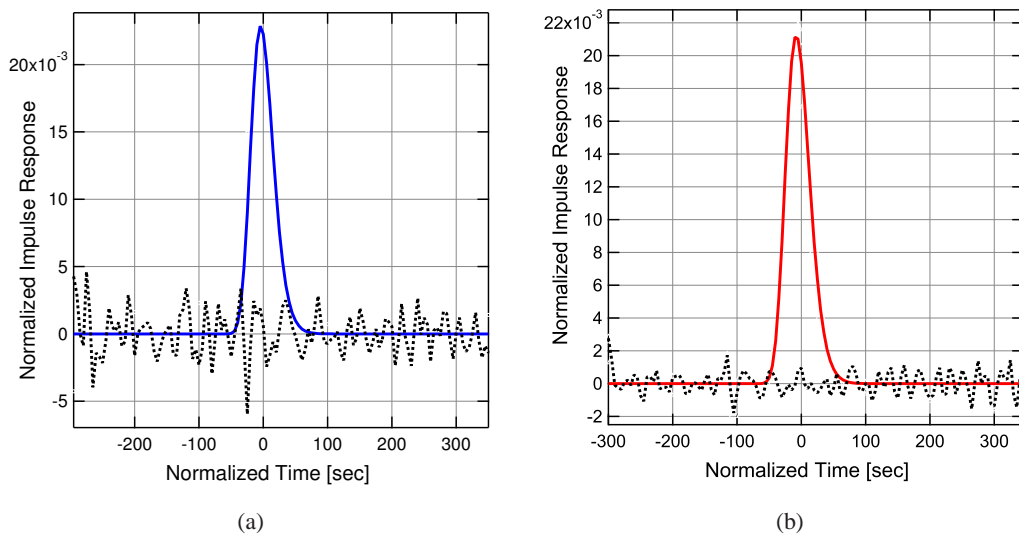 20x10-3
15
10
5
0
-5
-200 -100 0 100 200 300
Normalized Impulse Response
Normalized Time [sec]
(a)
22x10-3
20
18
16
14
12
10
8
6
4
2
0
-2
-300 -200 -100 0 100 200 300
Normalized Impulse Response
Normalized Time [sec]
(b)